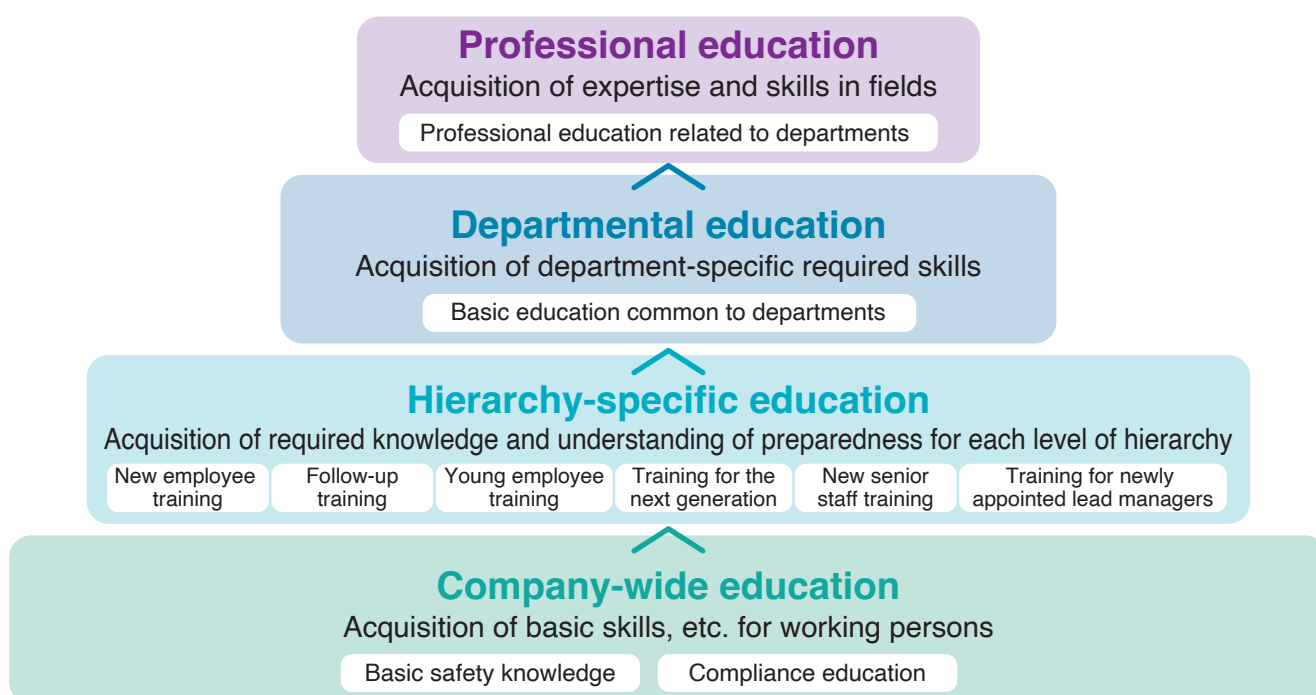 Professional education
Acquisition of expertise and skills in fields
Professional education related to departments
Departmental education
Acquisition of department-specific required skills
Basic education common to departments
Hierarchy-specific education
Acquisition of required knowledge and understanding of preparedness for each level of hierarchy
New employee
training
Follow-up
training
Young employee
training
Training for the
next generation
New senior
staff training
Training for newly
appointed lead managers
Company-wide education
Acquisition of basic skills, etc. for working persons
Basic safety knowledge
Compliance education